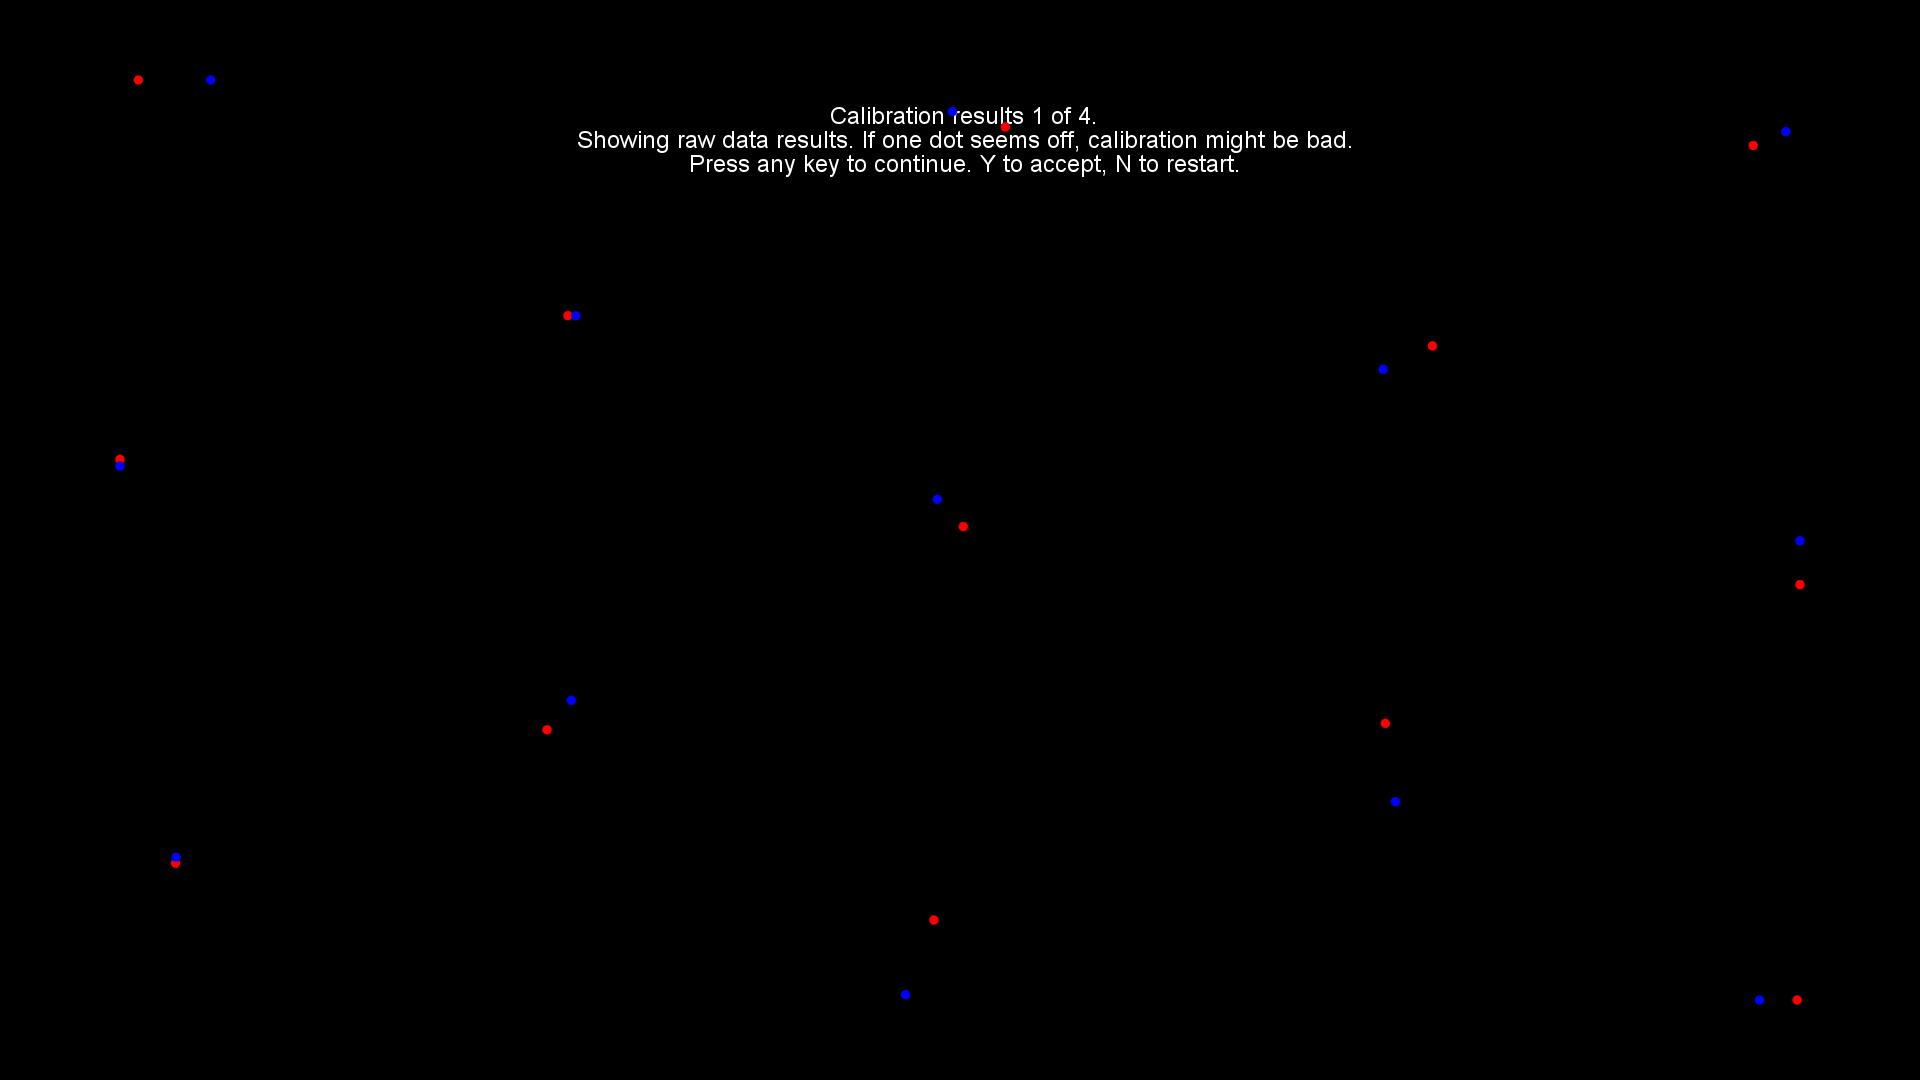 Calibration results 1 of 4.
Showing raw data results. If one dot seems off, calibration might be bad.
Press any key to continue. Y to accept, N to restart.